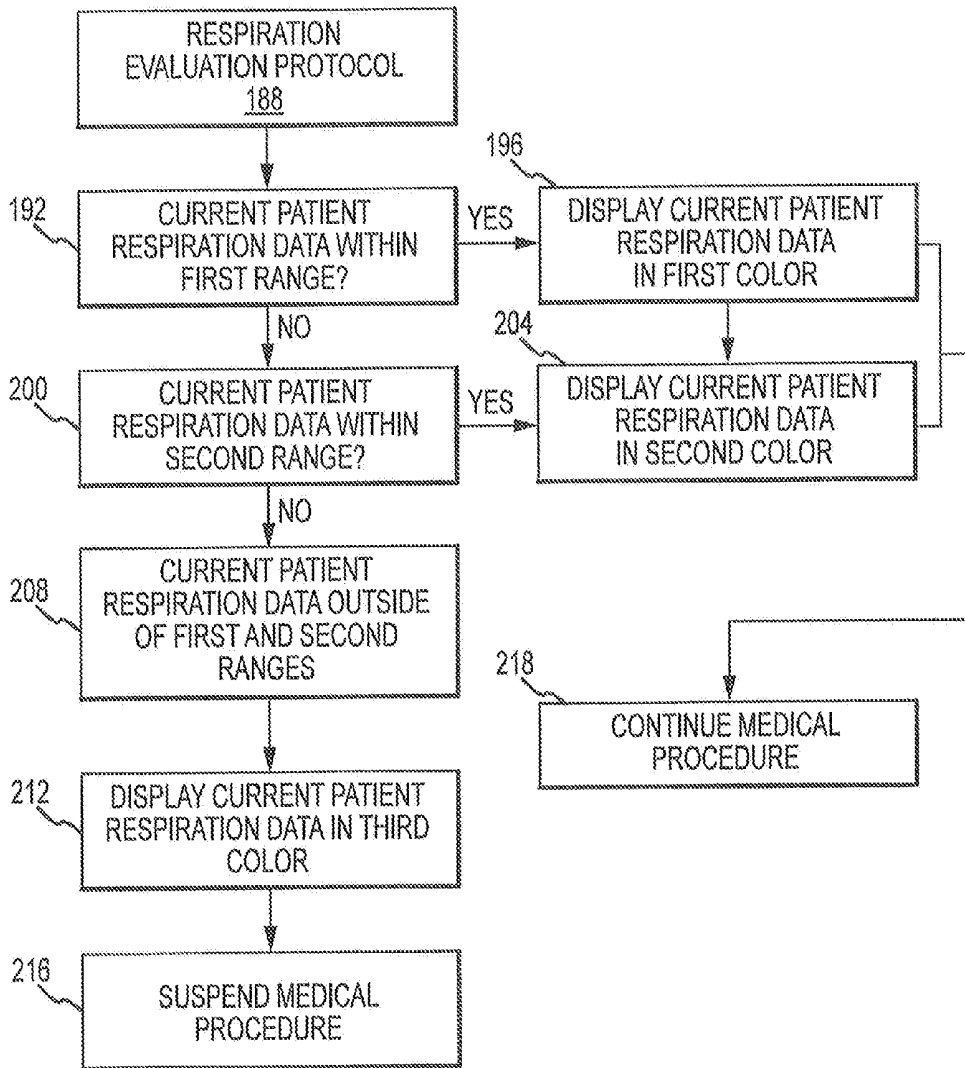 RESPIRATION
EVALUATION PROTOCOL
188
192
CURRENT PATIENT
RESPIRATION DATA WITHIN
FIRST RANGE?
YES
196
DISPLAY CURRENT PATIENT
RESPIRATION DATA
IN FIRST COLOR
NO
200
CURRENT PATIENT
RESPIRATION DATA WITHIN
SECOND RANGE?
YES
204
DISPLAY CURRENT PATIENT
RESPIRATION DATA
IN SECOND COLOR
NO
208
CURRENT PATIENT
RESPIRATION DATA OUTSIDE
OF FIRST AND SECOND
RANGES
218
CONTINUE MEDICAL
PROCEDURE
212
DISPLAY CURRENT PATIENT
RESPIRATION DATA IN THIRD
COLOR
216
SUSPEND MEDICAL
PROCEDURE